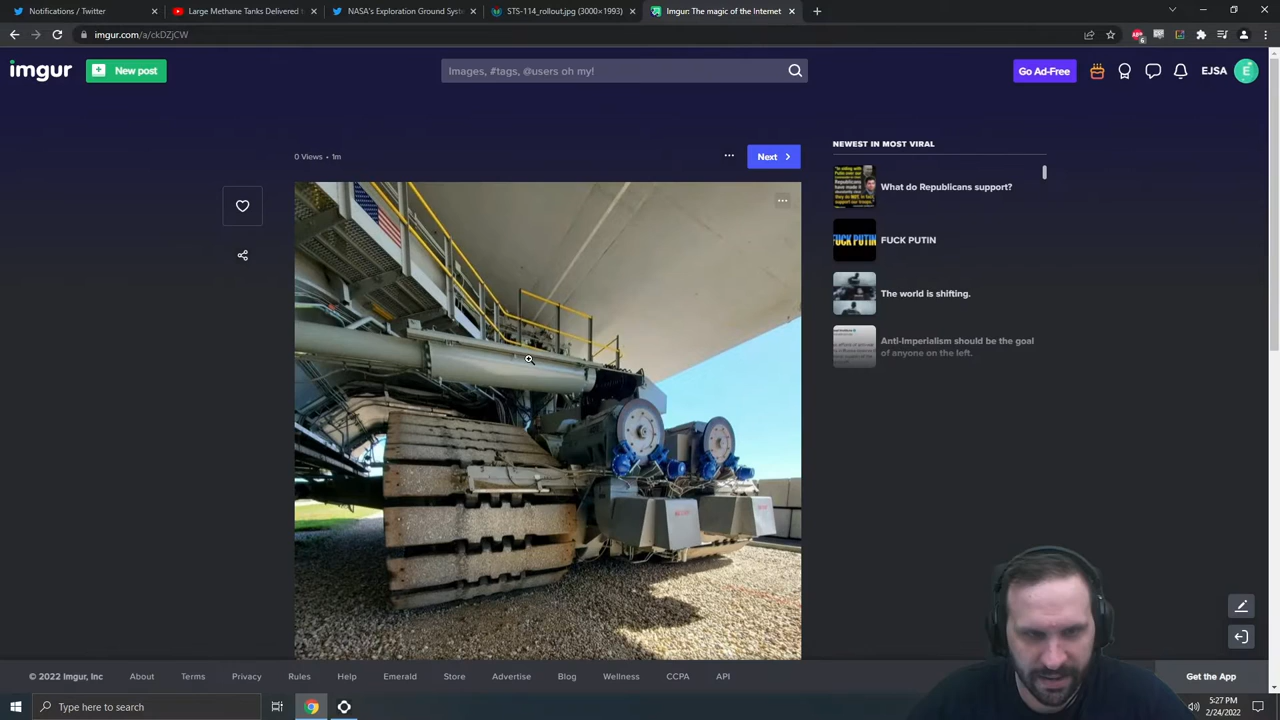 Notifications / Twitter
Large Methane Tanks Delivered t
NASA's Exploration Ground Syste
STS-114_rollout.jpg (3000×1993)
Imgur: The magic of the Internet
imgur.com/a/ckDZjCW
imgur
New post
Images, #tags, @users oh my!
Go Ad-Free
EJSA
E
0 Views • 1m
Next
NEWEST IN MOST VIRAL
What do Republicans support?
FUCK PUTIN
FUCK PUTIN
The world is shifting.
Anti-Imperialism should be the goal
of anyone on the left.
© 2022 Imgur, Inc
About
Terms
Privacy
Rules
Help
Emerald
Store
Advertise
Blog
Wellness
CCPA
API
Get the App
Type here to search
5:27 PM
2/24/2022